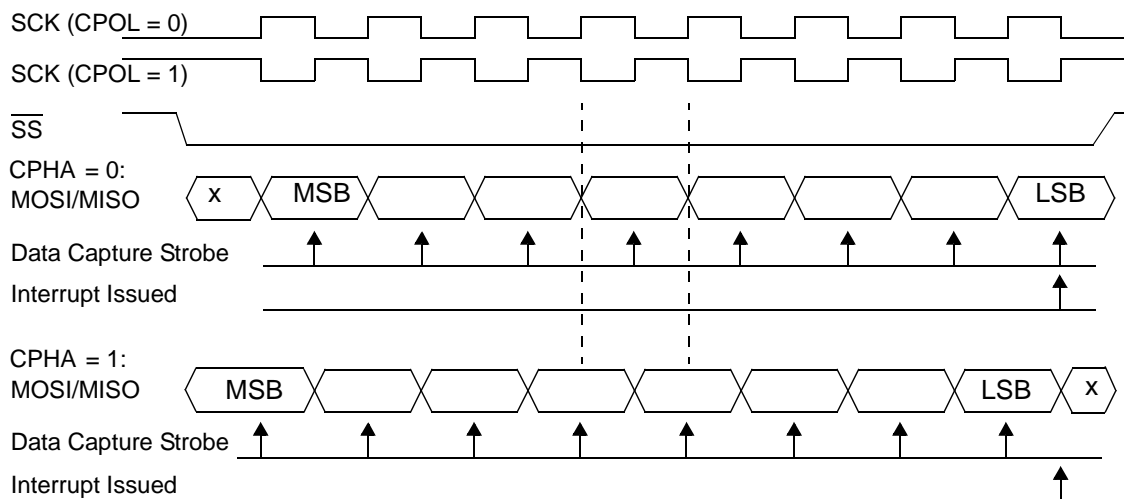 SCK (CPOL = 0)
SCK (CPOL = 1)
SS
CPHA = 0:
MOSI/MISO
x MSB LSB
Data Capture Strobe
Interrupt Issued
CPHA = 1:
MOSI/MISO
MSB LSB x
Data Capture Strobe
Interrupt Issued